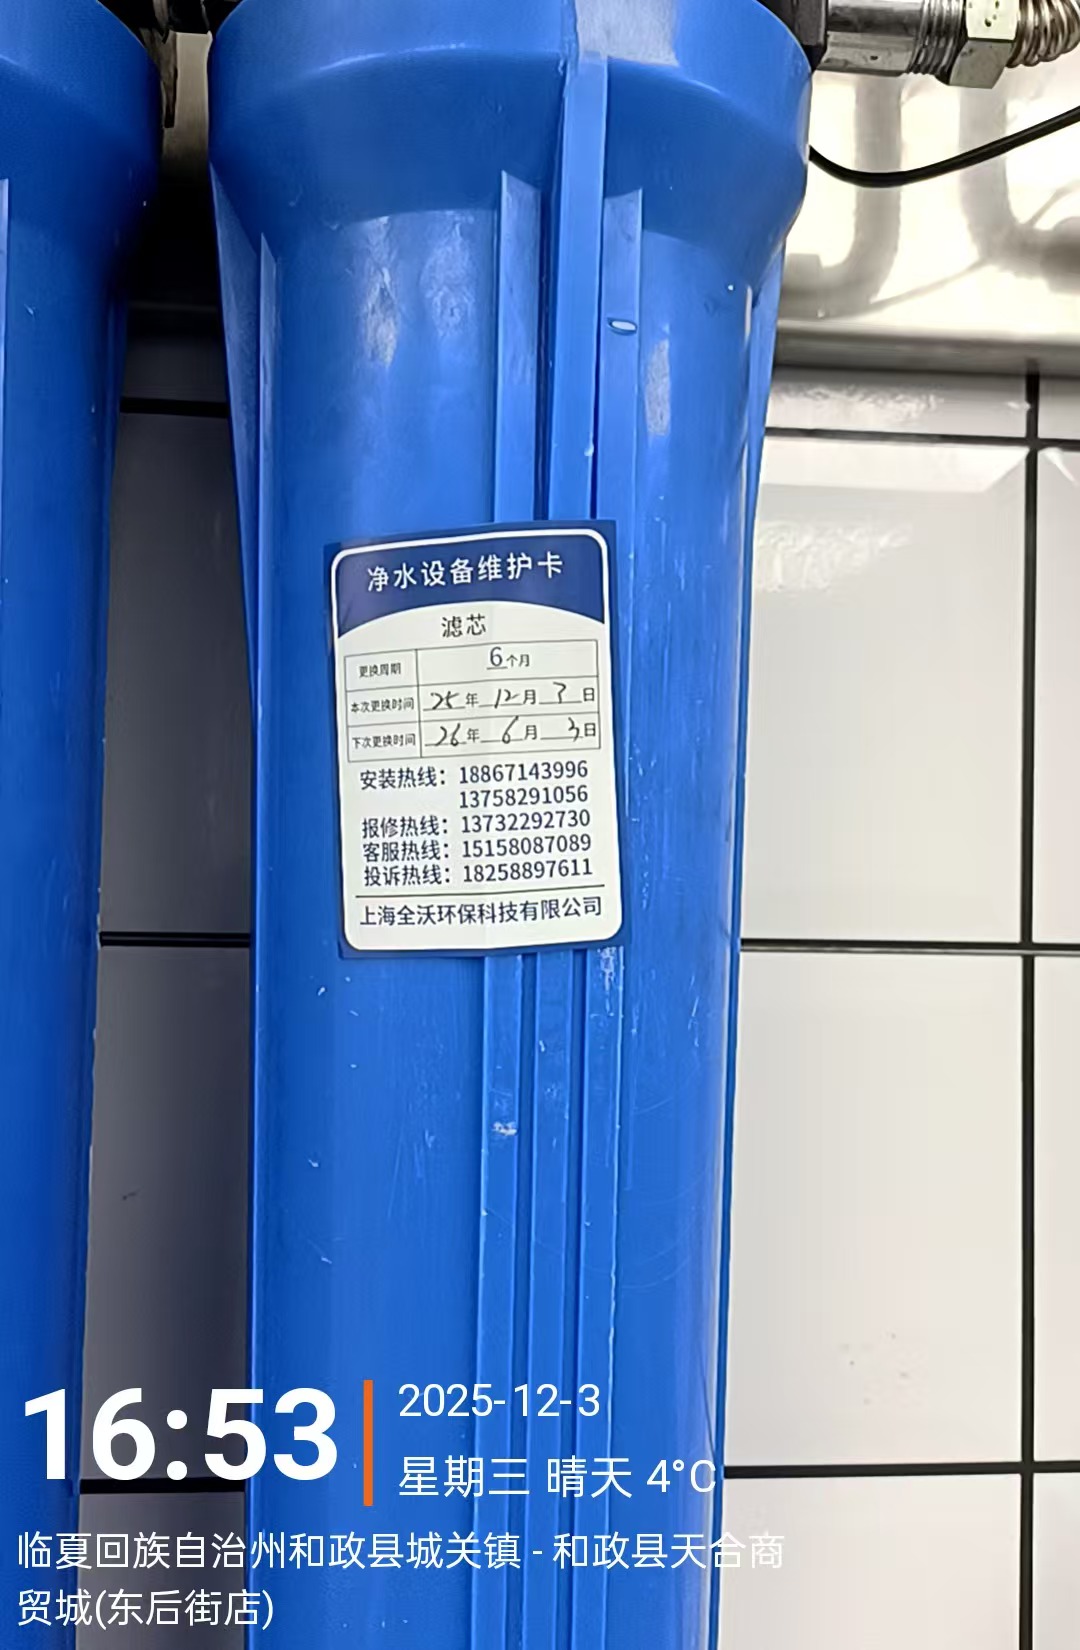 净水设备维护卡
滤芯
更换周期 6个月
本次更换时间 25年12月3日
下次更换时间 26年6月3日
安装热线：18867143996
13758291056
报修热线：13732292730
客服热线：15158087089
投诉热线：18258897611
上海全沃环保科技有限公司
16:53
2025-12-3
星期三 晴天 4°C
临夏回族自治州和政县城关镇 - 和政县天合商
贸城(东后街店)